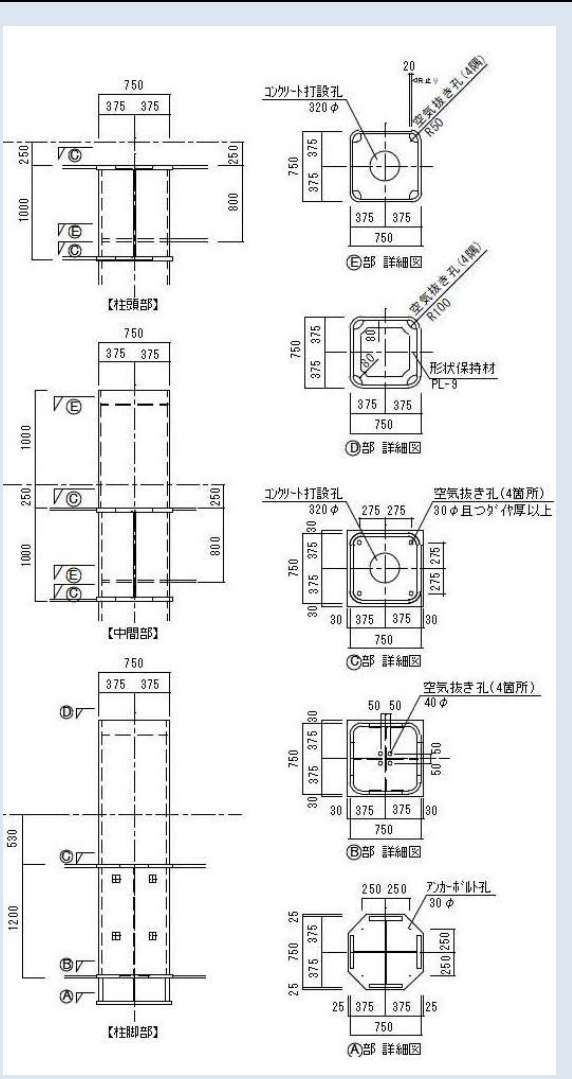 750
375 375
250
Ⓒ
250
1000
800
Ⓔ
Ⓒ
【柱頭部】
750
375 375
Ⓔ
1000
250
Ⓒ
250
1000
800
Ⓔ
Ⓒ
【中間部】
750
375 375
Ⓓ
530
Ⓒ
1200
Ⓑ
Ⓐ
【柱脚部】
20
コンクリート打設孔
320φ
空気抜き孔(4隅)
R50
750
375
375
375 375
750
Ⓔ部 詳細図
空気抜き孔(4隅)
R100
750
375
375
80
80
形状保持材
PL-9
375 375
750
Ⓓ部 詳細図
コンクリート打設孔
320φ
275 275
空気抜き孔(4箇所)
30φ且つダイヤ厚以上
30
750
375
375
275
275
30
30 375 375 30
750
Ⓒ部 詳細図
空気抜き孔(4箇所)
40φ
50 50
30
750
375
375
50
50
30
30 375 375 30
750
Ⓑ部 詳細図
250 250
アンカーボルト孔
30φ
25
750
375
375
250
250
25
25 375 375 25
750
Ⓐ部 詳細図